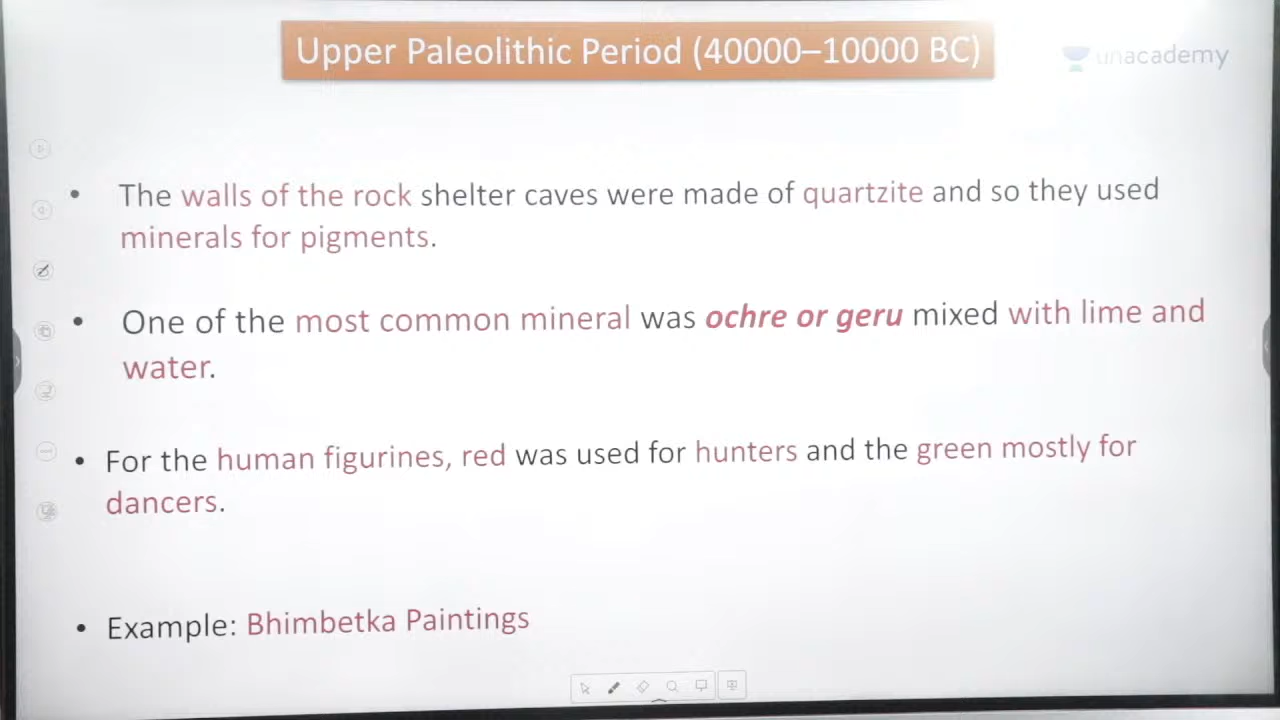 Upper Paleolithic Period (40000–10000 BC)
unacademy
• The walls of the rock shelter caves were made of quartzite and so they used
minerals for pigments.
• One of the most common mineral was ochre or geru mixed with lime and
water.
• For the human figurines, red was used for hunters and the green mostly for
dancers.
• Example: Bhimbetka Paintings